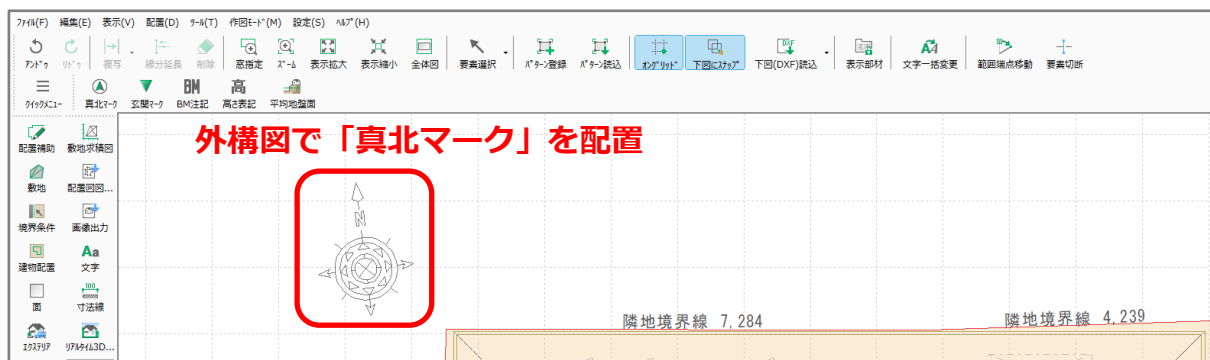 ﾌｧｲﾙ(F) 編集(E) 表示(V) 配置(D) ﾂｰﾙ(T) 作図ﾓｰﾄﾞ(M) 設定(S) ﾍﾙﾌﾟ(H)
ｱﾝﾄﾞｩ ﾘﾄﾞｩ 複写 線分延長 削除 窓指定 ｽﾞｰﾑ 表示拡大 表示縮小 全体図 要素選択 ﾊﾟﾀｰﾝ登録 ﾊﾟﾀｰﾝ読込 ｵﾝｸﾞﾘｯﾄﾞ 下図にｽﾅｯﾌﾟ 下図(DXF)読込 表示部材 文字一括変更 範囲端点移動 要素切断
ｸｲｯｸﾒﾆｭｰ 真北ﾏｰｸ 玄関ﾏｰｸ BM注記 高さ表記 平均地盤面
配置補助 敷地求積図
外構図で「真北マーク」を配置
敷地 配置図図...
境界条件 画像出力
建物配置 文字
面 寸法線
ｴｸｽﾃﾘｱ ﾘｱﾙﾀｲﾑ3D...
N
隣地境界線 7,284
隣地境界線 4,239